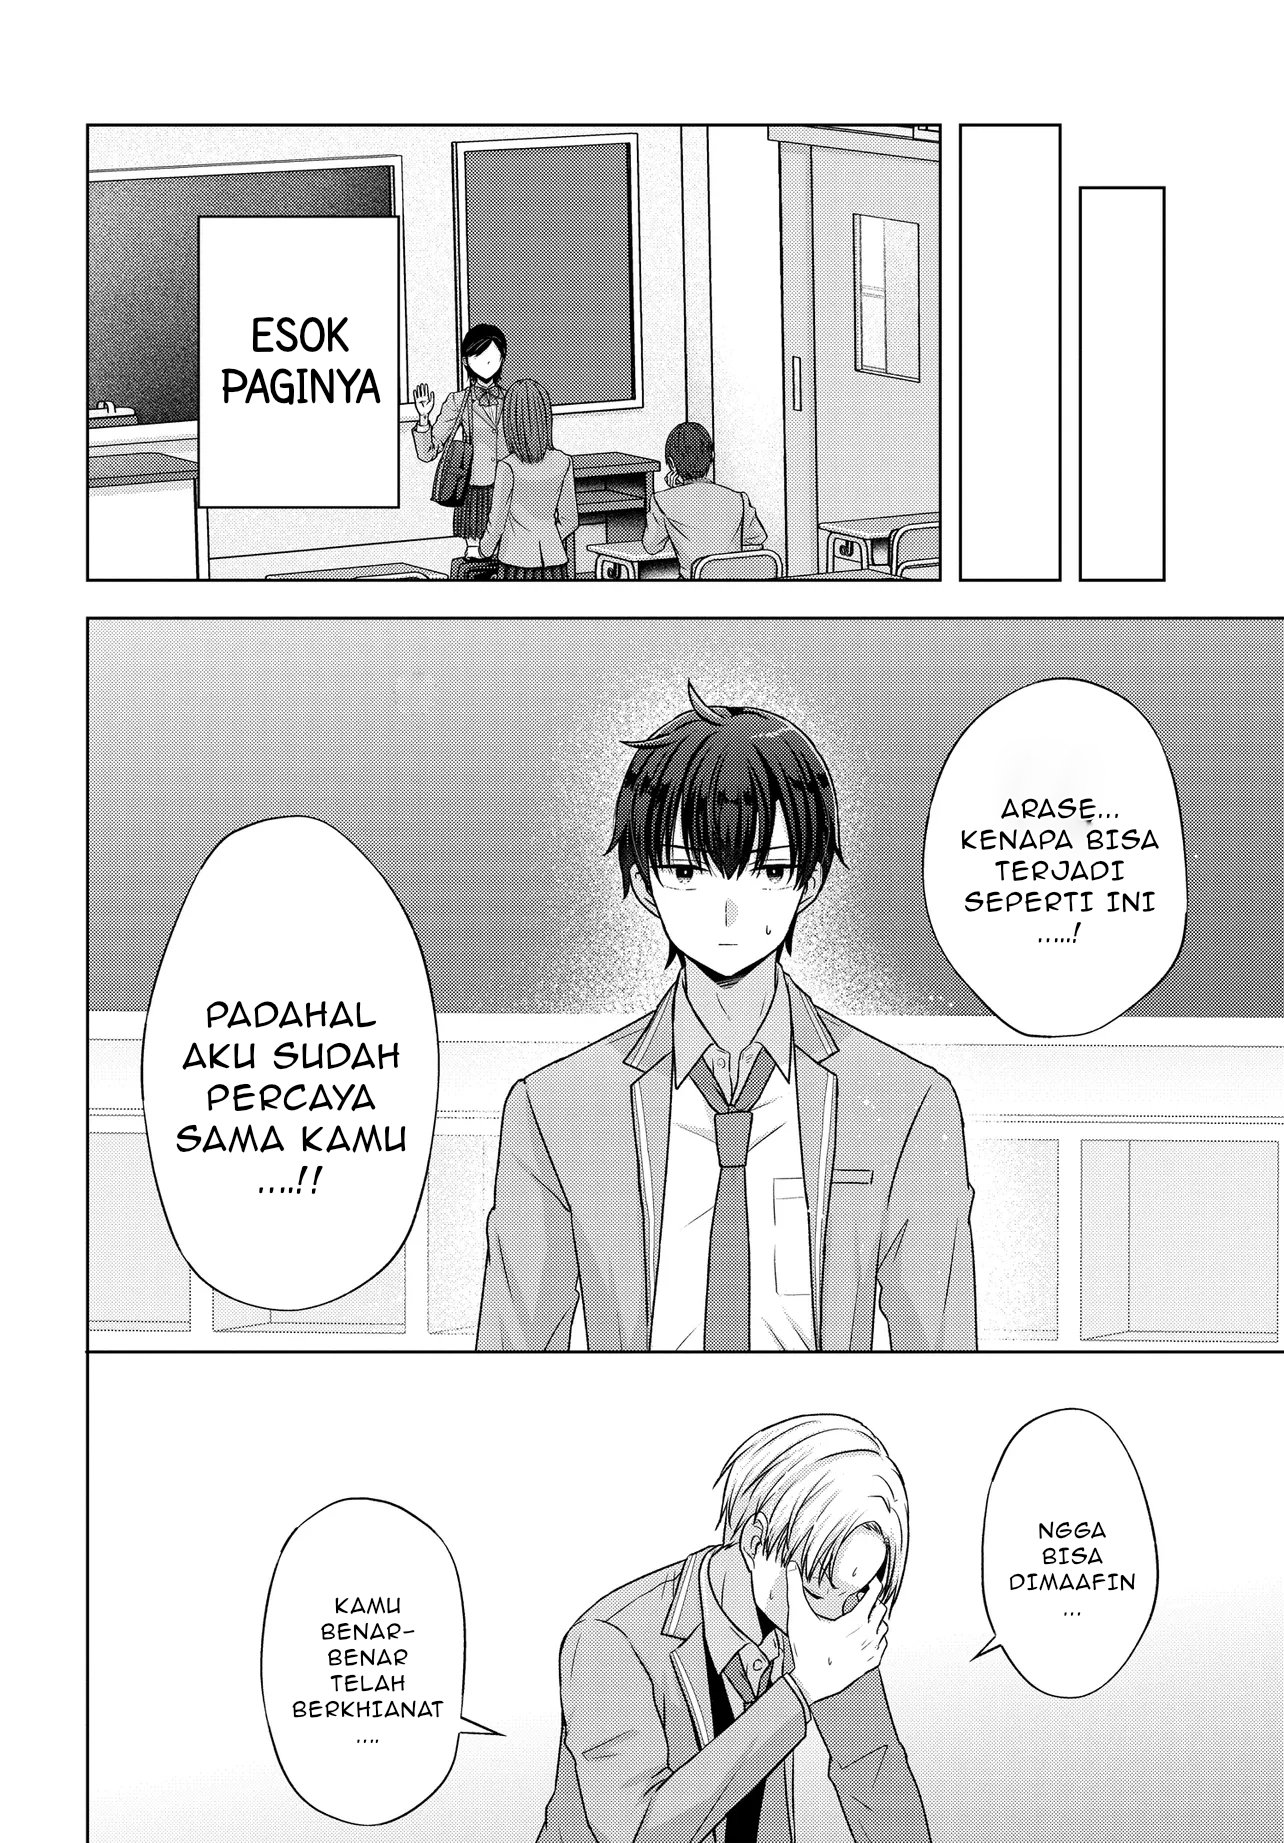 ESOK
PAGINYA
ARASE...
KENAPA BISA
TERJADI
SEPERTI INI
.....!
PADAHAL
AKU SUDAH
PERCAYA
SAMA KAMU
.....!!
NGGA
BISA
DIMAAFIN
...
KAMU
BENAR-
BENAR
TELAH
BERKHIANAT
....